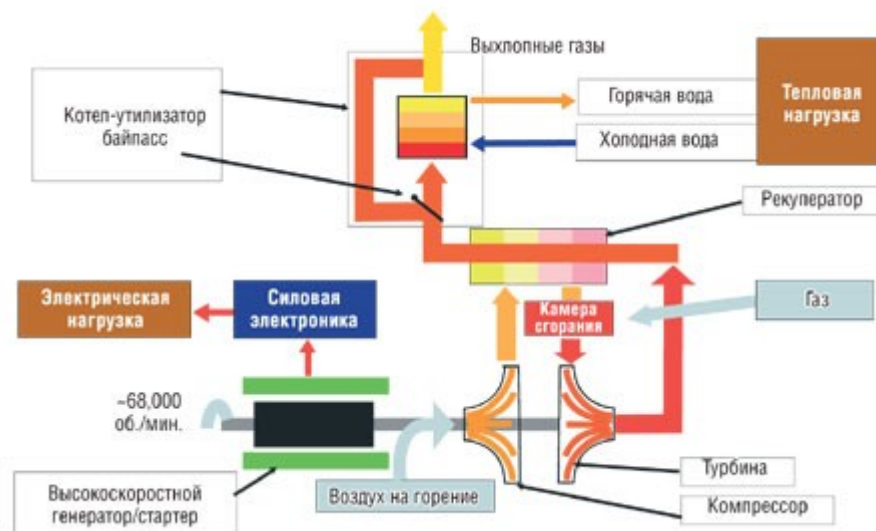 Выхлопные газы
Котел-утилизатор
байпасс
Горячая вода
Тепловая
нагрузка
Холодная вода
Рекуператор
Электрическая
нагрузка
Силовая
электроника
Камера
сгорания
Газ
~68,000
об./мин.
Высокоскоростной
генератор/стартер
Воздух на горение
Турбина
Компрессор